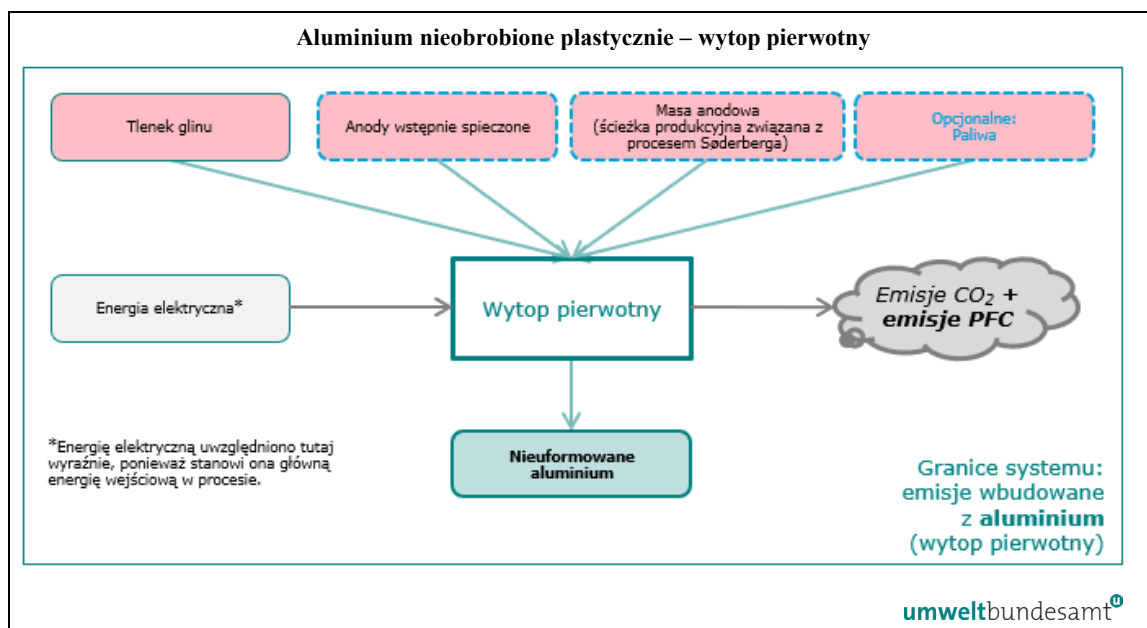 Aluminium nieobrobione plastycznie – wytop pierwotny
Tlenek glinu
Anody wstępnie spieczone
Masa anodowa
(ścieżka produkcyjna związana z
procesem Søderberga)
Opcjonalne:
Paliwa
Energia elektryczna*
Wytop pierwotny
Emisje CO₂ +
emisje PFC
*Energię elektryczną uwzględniono tutaj
wyraźnie, ponieważ stanowi ona główną
energię wejściową w procesie.
Nieuformowane
aluminium
Granice systemu:
emisje wbudowane
z aluminium
(wytop pierwotny)
umweltbundesamt